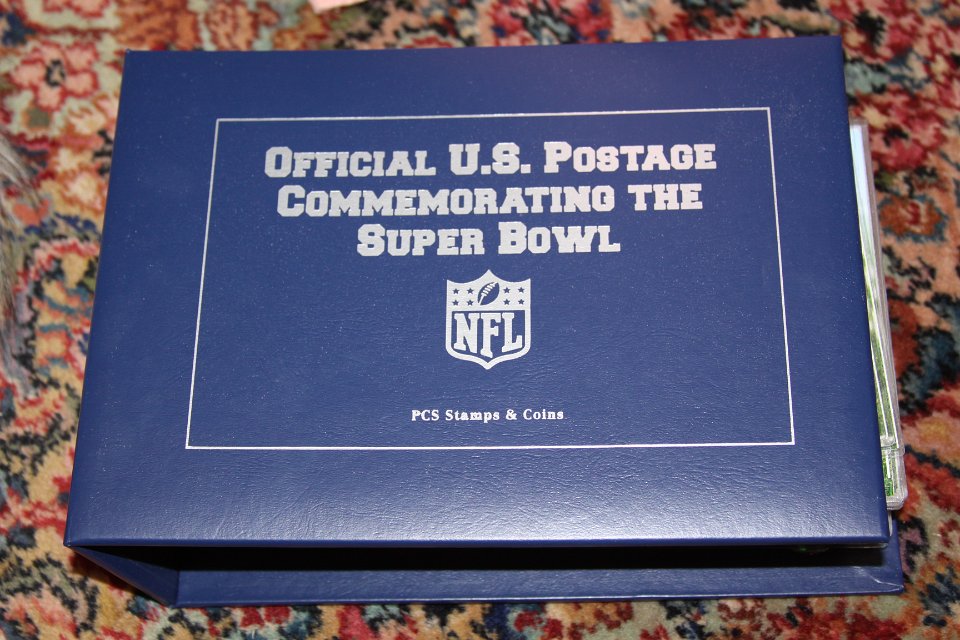 Official U.S. Postage
Commemorating the
Super Bowl
NFL
PCS Stamps & Coins